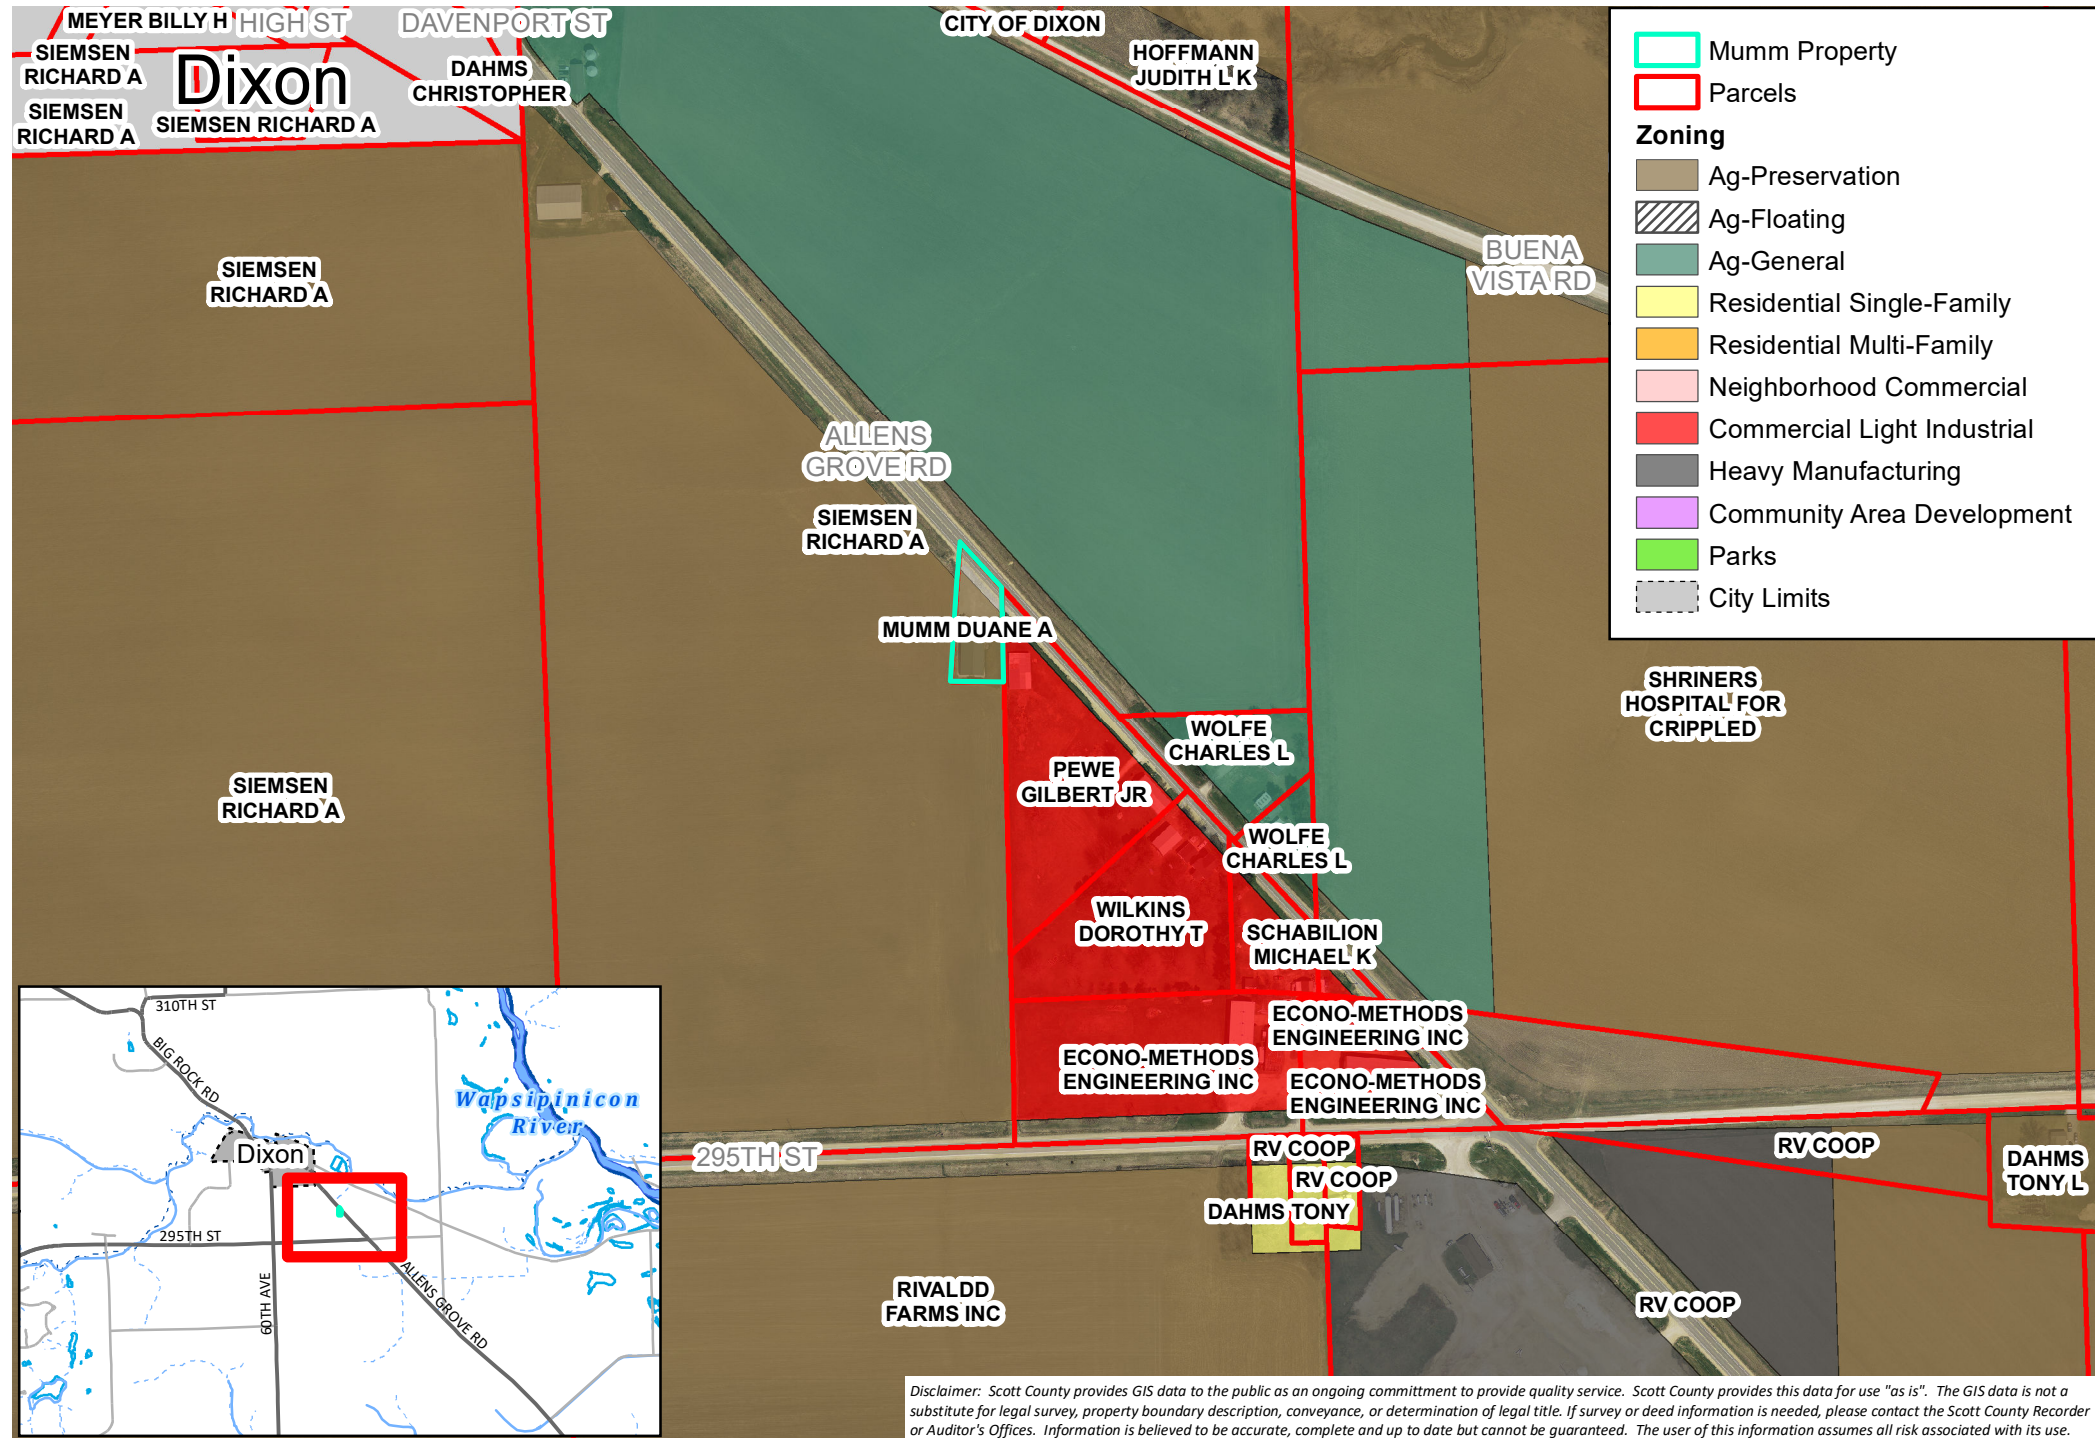 MEYER BILLY H
HIGH ST
DAVENPORT ST
CITY OF DIXON
SIEMSEN
RICHARD A
Dixon
DAHMS
CHRISTOPHER
HOFFMANN
JUDITH L K
SIEMSEN
RICHARD A
SIEMSEN RICHARD A
SIEMSEN
RICHARD A
BUENA
VISTA RD
ALLENS
GROVE RD
SIEMSEN
RICHARD A
MUMM DUANE A
SHRINERS
HOSPITAL FOR
CRIPPLED
WOLFE
CHARLES L
PEWE
GILBERT JR
SIEMSEN
RICHARD A
WOLFE
CHARLES L
WILKINS
DOROTHY T
SCHABILION
MICHAEL K
ECONO-METHODS
ENGINEERING INC
ECONO-METHODS
ENGINEERING INC
ECONO-METHODS
ENGINEERING INC
295TH ST
RV COOP
RV COOP
RV COOP
DAHMS
TONY L
DAHMS TONY
RIVALDD
FARMS INC
RV COOP
Mumm Property
Parcels
Zoning
Ag-Preservation
Ag-Floating
Ag-General
Residential Single-Family
Residential Multi-Family
Neighborhood Commercial
Commercial Light Industrial
Heavy Manufacturing
Community Area Development
Parks
City Limits
310TH ST
BIG ROCK RD
Wapsipinicon
River
Dixon
295TH ST
60TH AVE
ALLENS GROVE RD
Disclaimer: Scott County provides GIS data to the public as an ongoing committment to provide quality service. Scott County provides this data for use "as is". The GIS data is not a
substitute for legal survey, property boundary description, conveyance, or determination of legal title. If survey or deed information is needed, please contact the Scott County Recorder
or Auditor's Offices. Information is believed to be accurate, complete and up to date but cannot be guaranteed. The user of this information assumes all risk associated with its use.